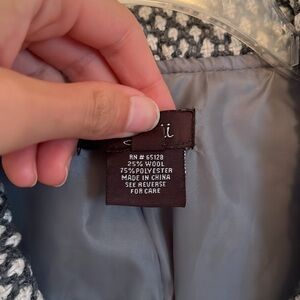 RN # 65128
25% WOOL
75% POLYESTER
MADE IN CHINA
SEE REVERSE
FOR CARE